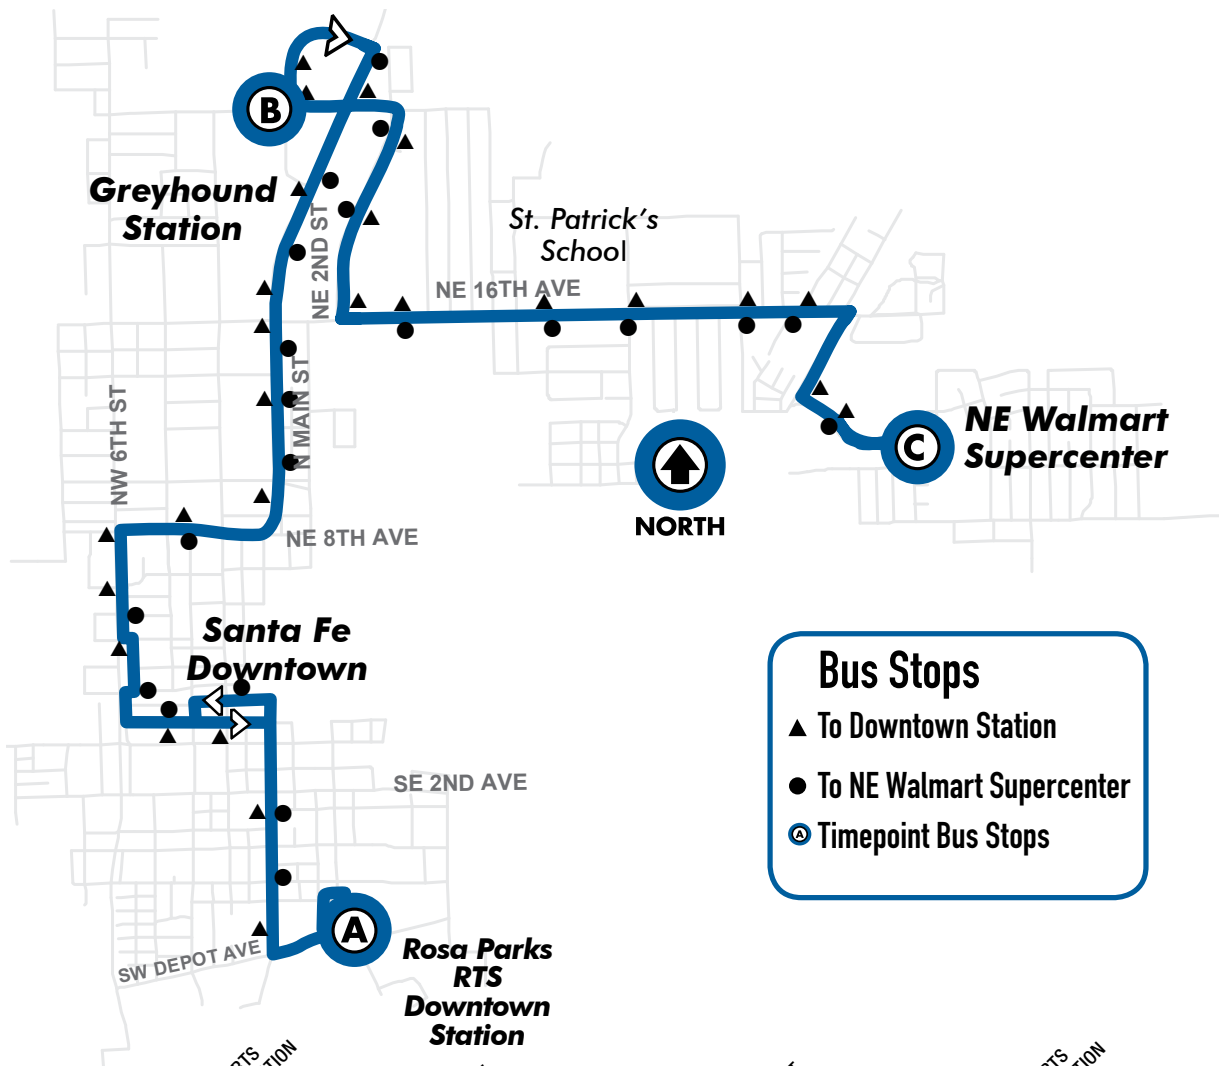 B
Greyhound
Station
NE 2ND ST
St. Patrick's
School
NE 16TH AVE
N MAIN ST
NW 6TH ST
C
NE Walmart
Supercenter
NORTH
NE 8TH AVE
Santa Fe
Downtown
SE 2ND AVE
SW DEPOT AVE
A
Rosa Parks
RTS
Downtown
Station
Bus Stops
To Downtown Station
To NE Walmart Supercenter
A Timepoint Bus Stops